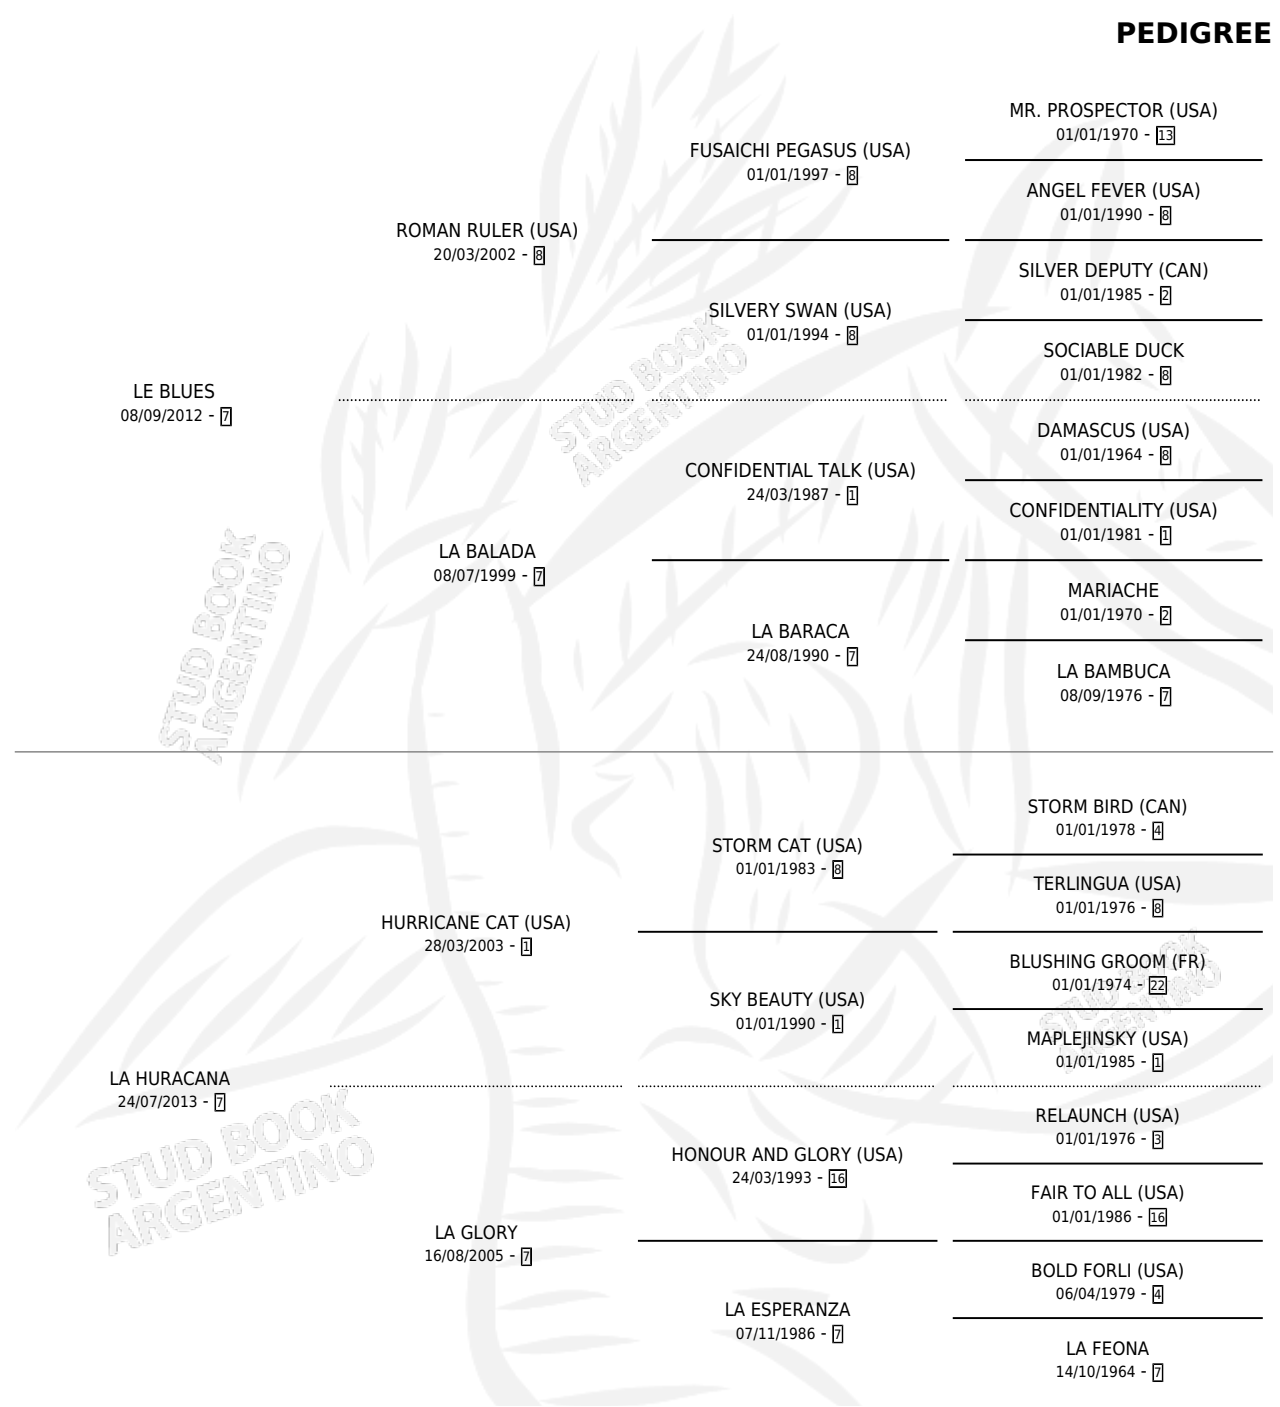 PEDIGREE
MR. PROSPECTOR (USA)
01/01/1970 - 13
FUSAICHI PEGASUS (USA)
01/01/1997 - 8
ANGEL FEVER (USA)
01/01/1990 - 8
ROMAN RULER (USA)
20/03/2002 - 8
SILVER DEPUTY (CAN)
01/01/1985 - 2
SILVERY SWAN (USA)
01/01/1994 - 8
SOCIABLE DUCK
01/01/1982 - 8
LE BLUES
08/09/2012 - 7
STUD BOOK
ARGENTINO
DAMASCUS (USA)
01/01/1964 - 8
CONFIDENTIAL TALK (USA)
24/03/1987 - 1
CONFIDENTIALITY (USA)
01/01/1981 - 1
LA BALADA
08/07/1999 - 7
MARIACHE
01/01/1970 - 2
LA BARACA
24/08/1990 - 7
LA BAMBUCA
08/09/1976 - 7
STUD BOOK
ARGENTINO
STORM BIRD (CAN)
01/01/1978 - 4
STORM CAT (USA)
01/01/1983 - 8
TERLINGUA (USA)
01/01/1976 - 8
HURRICANE CAT (USA)
28/03/2003 - 1
BLUSHING GROOM (FR)
01/01/1974 - 22
SKY BEAUTY (USA)
01/01/1990 - 1
STUD BOOK
ARGENTINO
MAPLEJINSKY (USA)
01/01/1985 - 1
LA HURACANA
24/07/2013 - 7
STUD BOOK
ARGENTINO
RELAUNCH (USA)
01/01/1976 - 3
HONOUR AND GLORY (USA)
24/03/1993 - 16
FAIR TO ALL (USA)
01/01/1986 - 16
LA GLORY
16/08/2005 - 7
BOLD FORLI (USA)
06/04/1979 - 4
LA ESPERANZA
07/11/1986 - 7
LA FEONA
14/10/1964 - 7